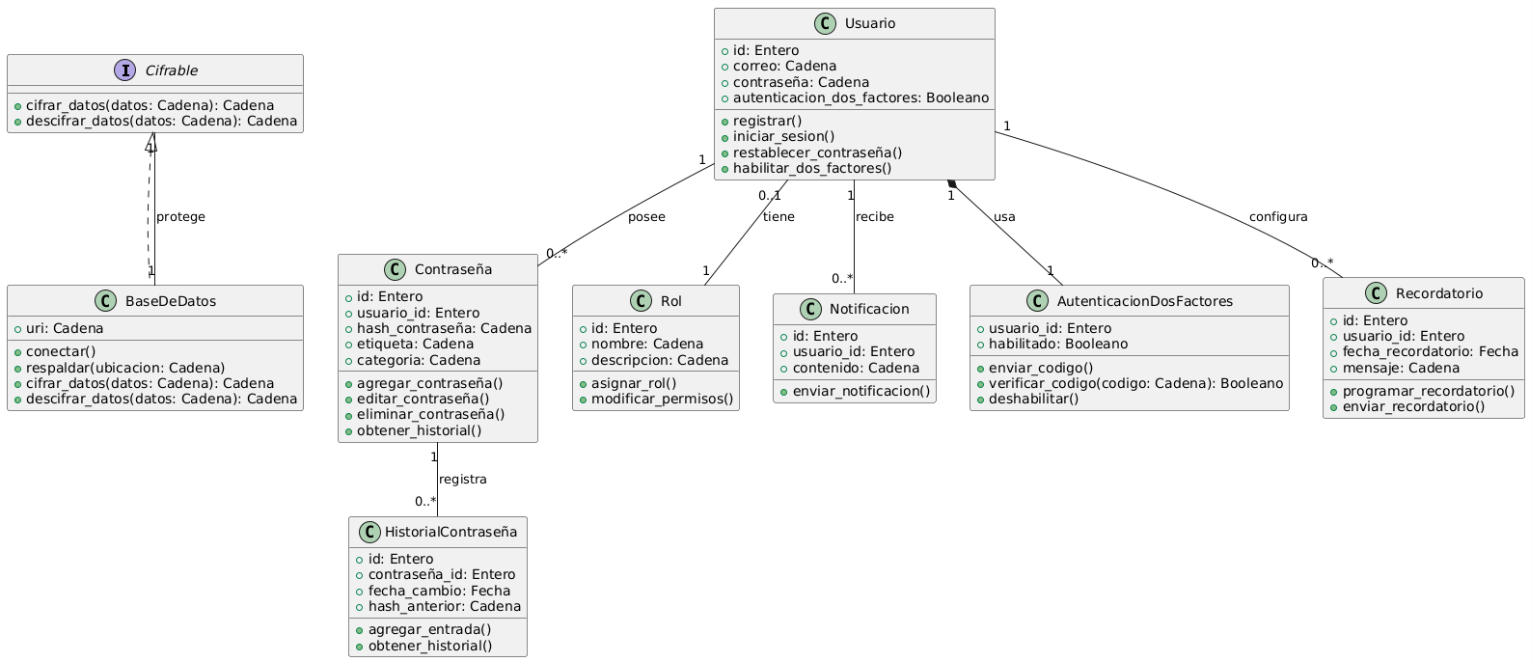 I Cifrable
cifrar_datos(datos: Cadena): Cadena
descifrar_datos(datos: Cadena): Cadena
C Usuario
id: Entero
correo: Cadena
contraseña: Cadena
autenticacion_dos_factores: Booleano
registrar()
iniciar_sesion()
restablecer_contraseña()
habilitar_dos_factores()
1
protege
1
1
posee
0..*
0..1
tiene
1
1
recibe
0..*
1
usa
1
1
configura
0..*
C BaseDeDatos
uri: Cadena
conectar()
respaldar(ubicacion: Cadena)
cifrar_datos(datos: Cadena): Cadena
descifrar_datos(datos: Cadena): Cadena
C Contraseña
id: Entero
usuario_id: Entero
hash_contraseña: Cadena
etiqueta: Cadena
categoria: Cadena
agregar_contraseña()
editar_contraseña()
eliminar_contraseña()
obtener_historial()
C Rol
id: Entero
nombre: Cadena
descripcion: Cadena
asignar_rol()
modificar_permisos()
C Notificacion
id: Entero
usuario_id: Entero
contenido: Cadena
enviar_notificacion()
C AutenticacionDosFactores
usuario_id: Entero
habilitado: Booleano
enviar_codigo()
verificar_codigo(codigo: Cadena): Booleano
deshabilitar()
C Recordatorio
id: Entero
usuario_id: Entero
fecha_recordatorio: Fecha
mensaje: Cadena
programar_recordatorio()
enviar_recordatorio()
1
registra
0..*
C HistorialContraseña
id: Entero
contraseña_id: Entero
fecha_cambio: Fecha
hash_anterior: Cadena
agregar_entrada()
obtener_historial()